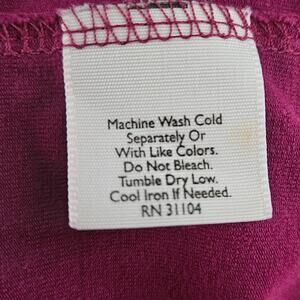 Machine Wash Cold
Separately Or
With Like Colors.
Do Not Bleach.
Tumble Dry Low.
Cool Iron If Needed.
RN 31104